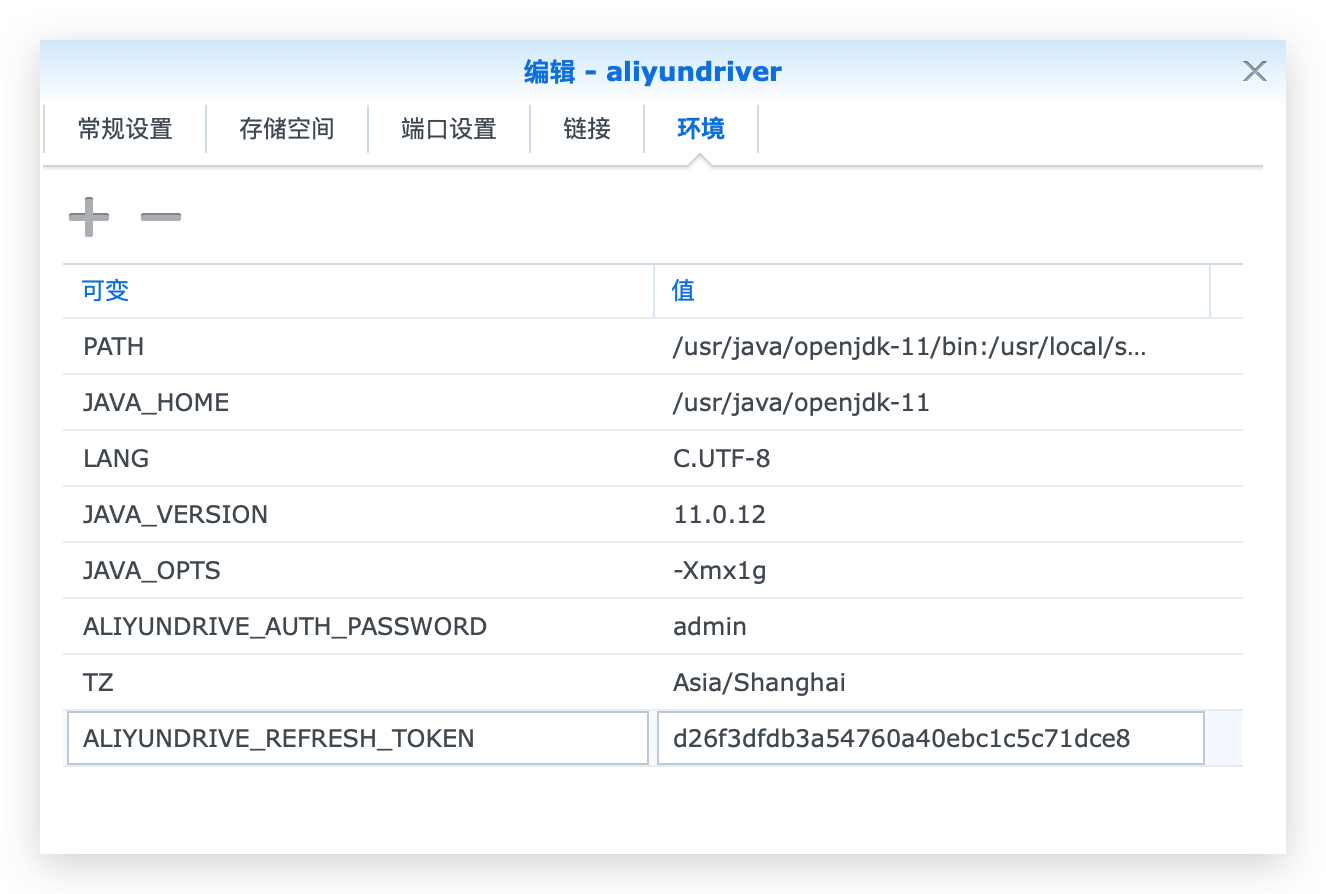 编辑 - aliyundriver
常规设置 存储空间 端口设置 链接 环境
可变 值
PATH /usr/java/openjdk-11/bin:/usr/local/s...
JAVA_HOME /usr/java/openjdk-11
LANG C.UTF-8
JAVA_VERSION 11.0.12
JAVA_OPTS -Xmx1g
ALIYUNDRIVE_AUTH_PASSWORD admin
TZ Asia/Shanghai
ALIYUNDRIVE_REFRESH_TOKEN d26f3dfdb3a54760a40ebc1c5c71dce8